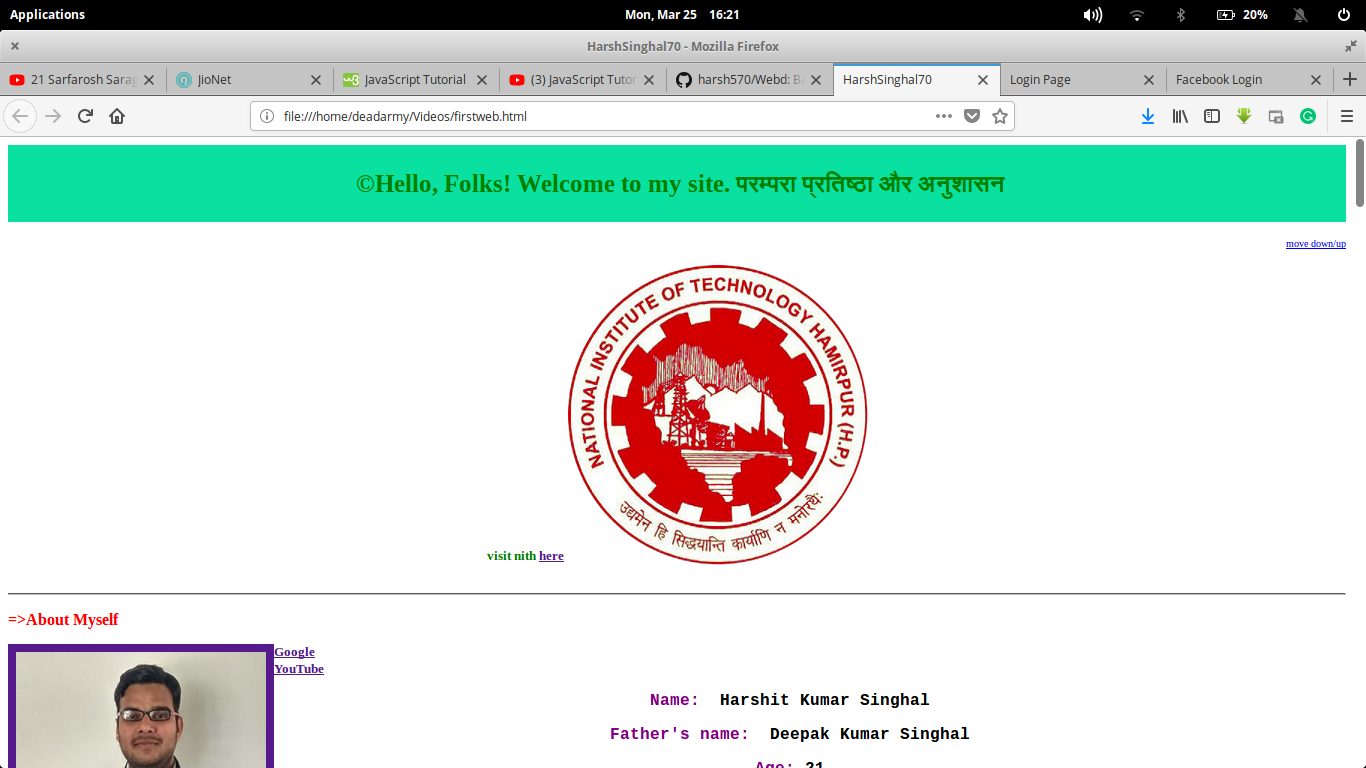 Applications
Mon, Mar 25 16:21
20%
HarshSinghal70 - Mozilla Firefox
21 Sarfarosh Sarag
JioNet
JavaScript Tutorial
(3) JavaScript Tutor
harsh570/Webd: Ba
HarshSinghal70
Login Page
Facebook Login
file:///home/deadarmy/Videos/firstweb.html
©Hello, Folks! Welcome to my site. परम्परा प्रतिष्ठा और अनुशासन
move down/up
NATIONAL INSTITUTE OF TECHNOLOGY HAMIRPUR (H.P.)
उद्यमेन हि सिद्धयान्ति कार्याणि न मनोरथैः
visit nith here
=>About Myself
Google
YouTube
Name: Harshit Kumar Singhal
Father's name: Deepak Kumar Singhal
Age: 21